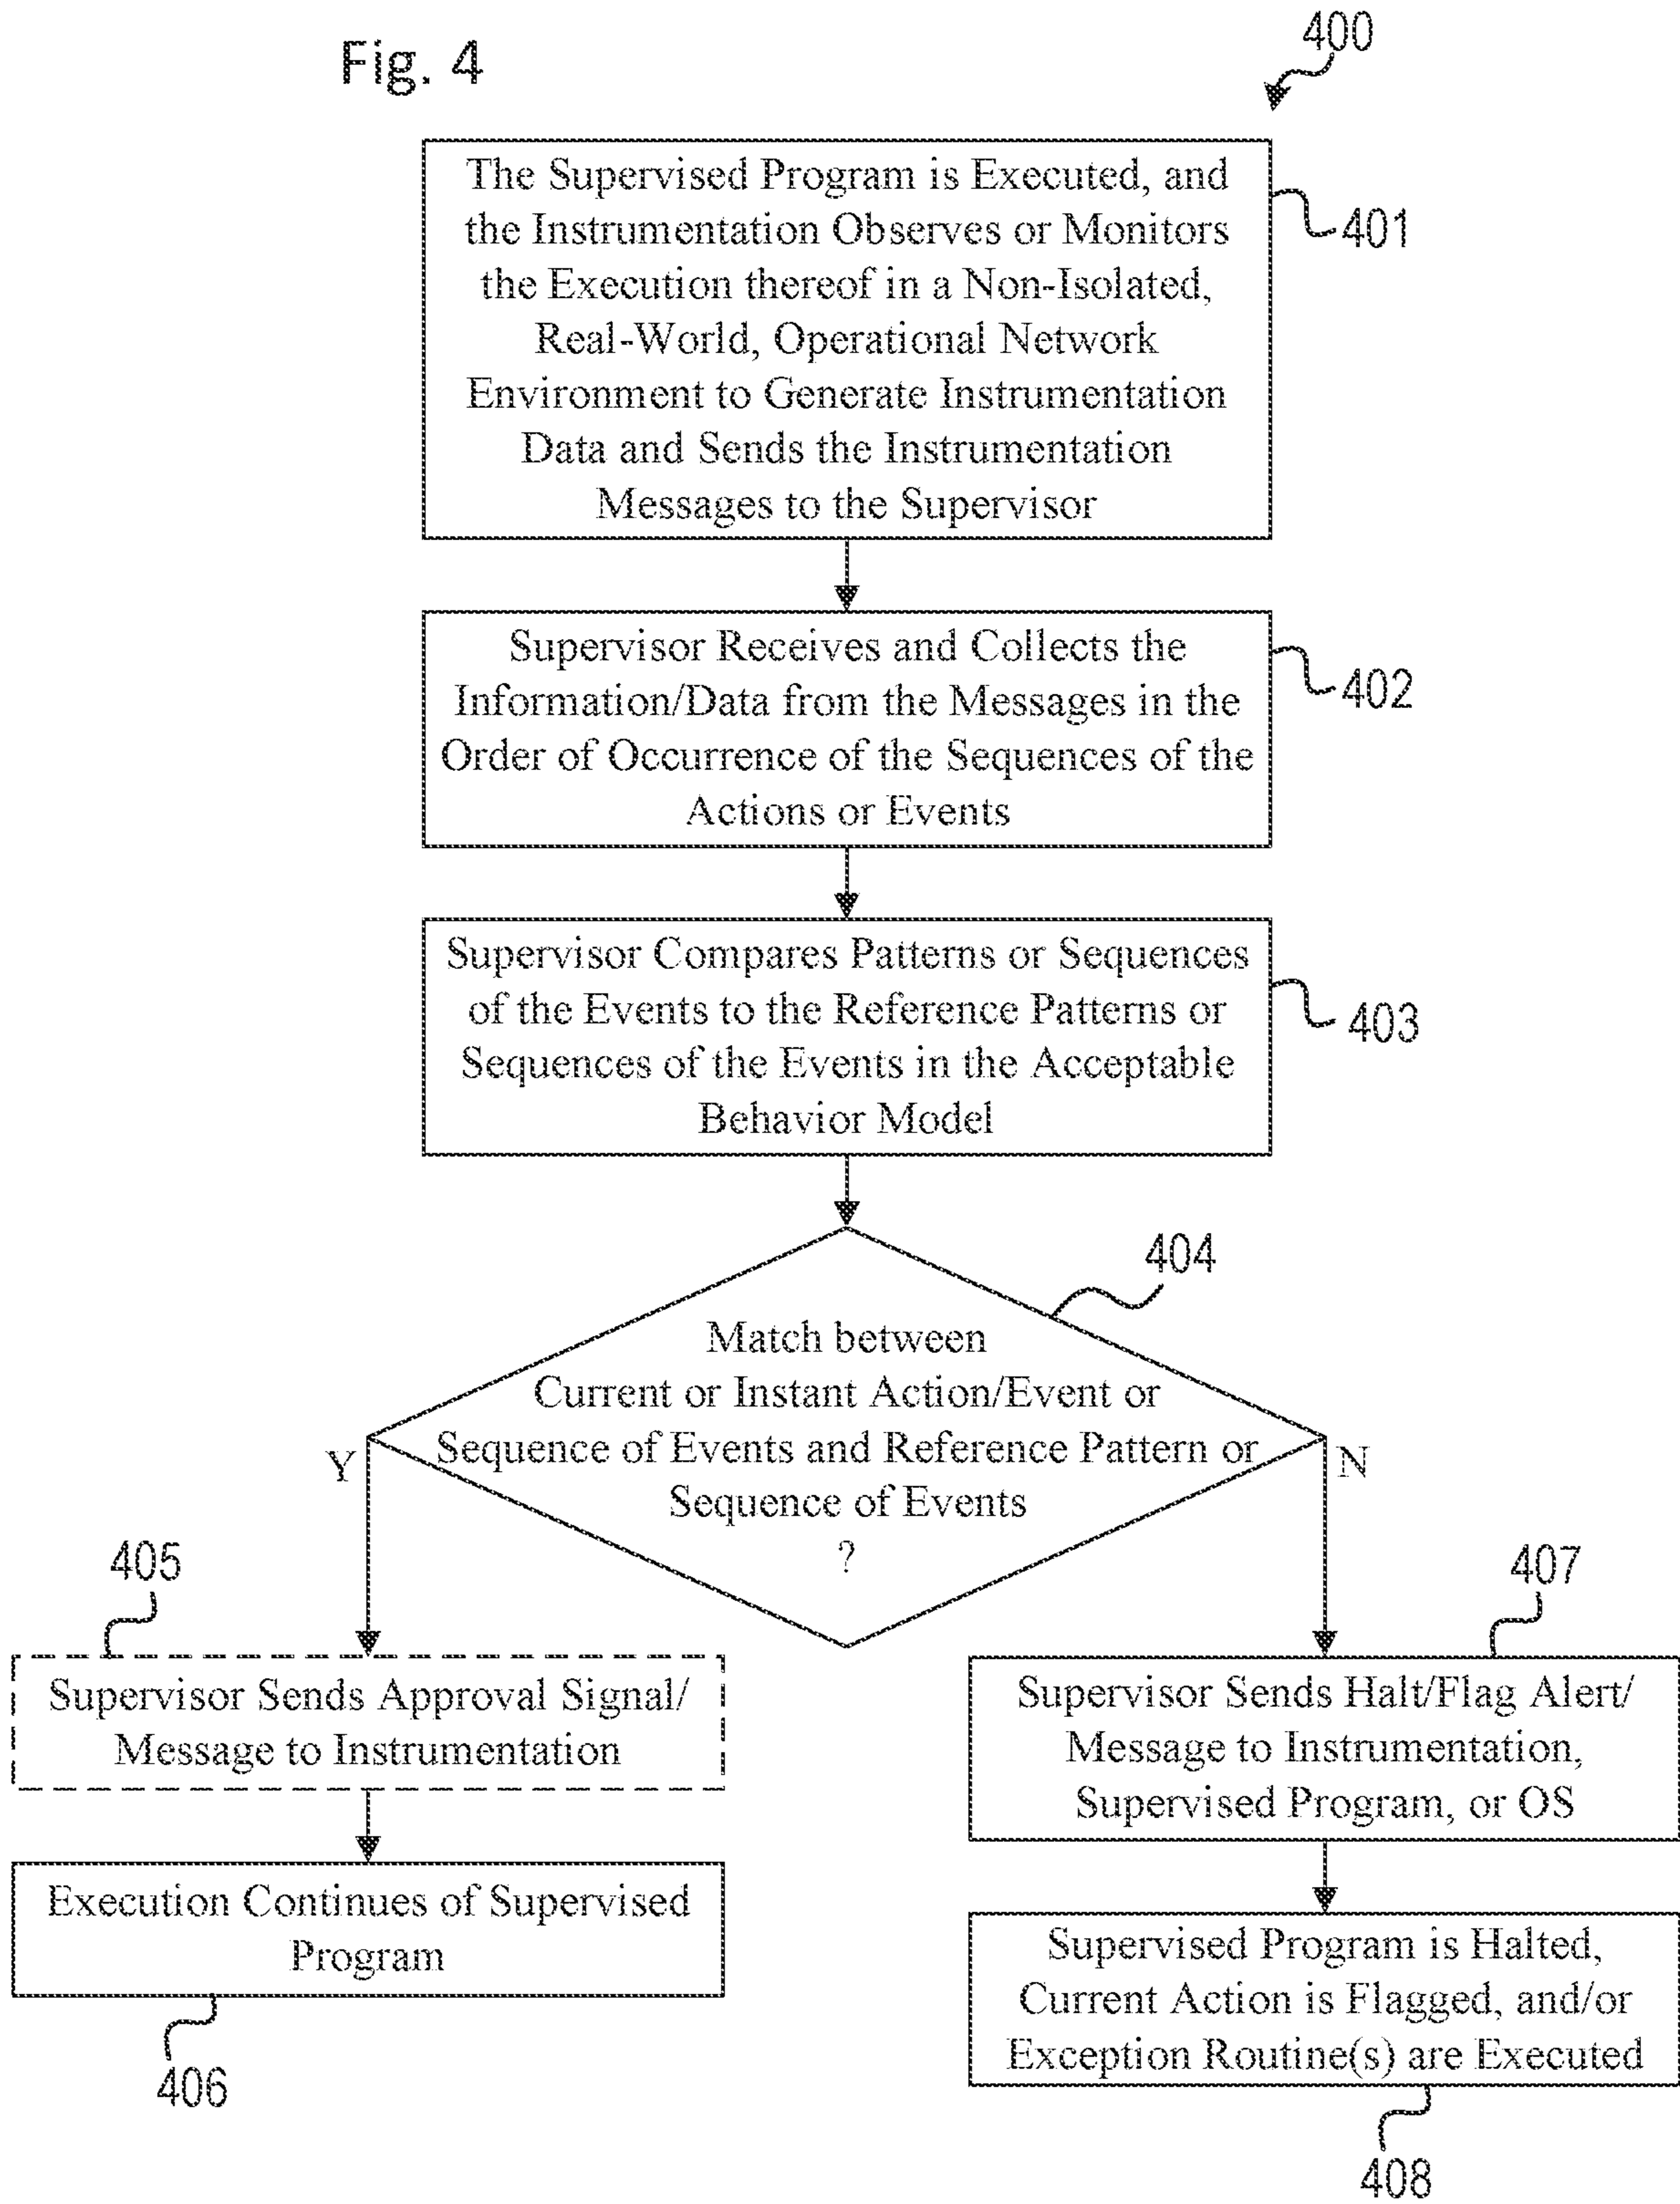 Fig. 4
400
The Supervised Program is Executed, and
the Instrumentation Observes or Monitors
the Execution thereof in a Non-Isolated,
Real-World, Operational Network
Environment to Generate Instrumentation
Data and Sends the Instrumentation
Messages to the Supervisor
401
Supervisor Receives and Collects the
Information/Data from the Messages in the
Order of Occurrence of the Sequences of the
Actions or Events
402
Supervisor Compares Patterns or Sequences
of the Events to the Reference Patterns or
Sequences of the Events in the Acceptable
Behavior Model
403
404
Match between
Current or Instant Action/Event or
Sequence of Events and Reference Pattern or
Sequence of Events
?
Y
N
405
Supervisor Sends Approval Signal/
Message to Instrumentation
Execution Continues of Supervised
Program
406
407
Supervisor Sends Halt/Flag Alert/
Message to Instrumentation,
Supervised Program, or OS
Supervised Program is Halted,
Current Action is Flagged, and/or
Exception Routine(s) are Executed
408